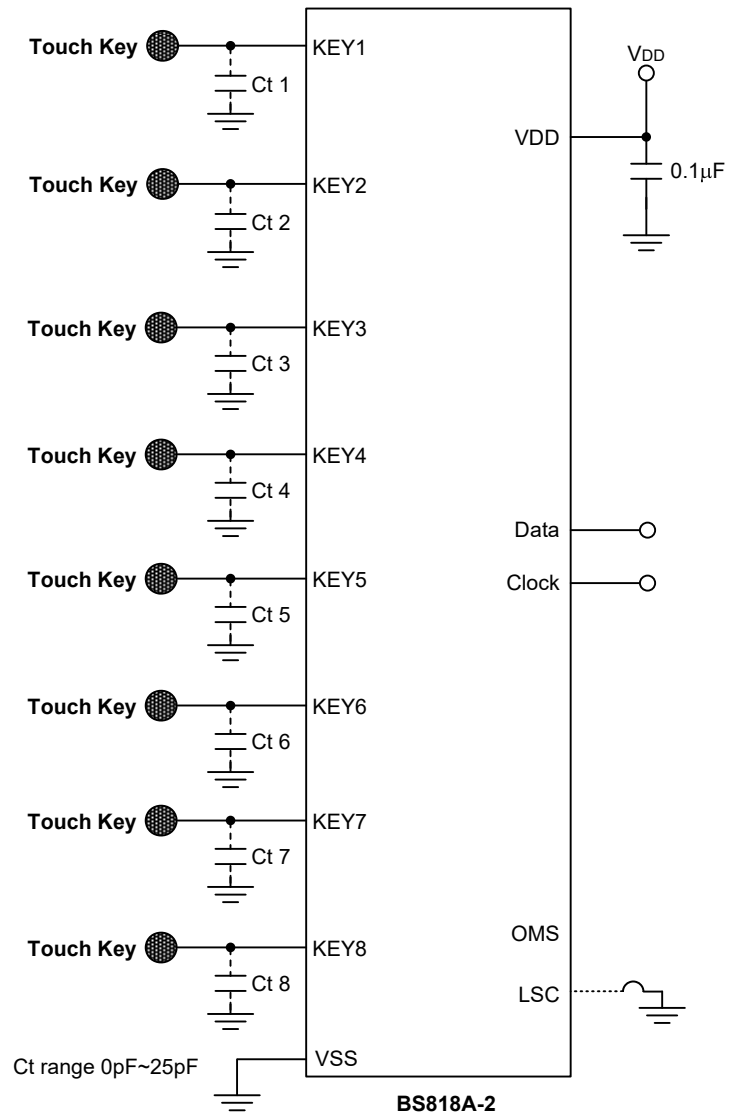 Touch Key
KEY1
Ct 1
VDD
VDD
0.1μF
Touch Key
KEY2
Ct 2
Touch Key
KEY3
Ct 3
Touch Key
KEY4
Ct 4
Data
Touch Key
KEY5
Clock
Ct 5
Touch Key
KEY6
Ct 6
Touch Key
KEY7
Ct 7
Touch Key
KEY8
OMS
Ct 8
LSC
Ct range 0pF~25pF
VSS
BS818A-2